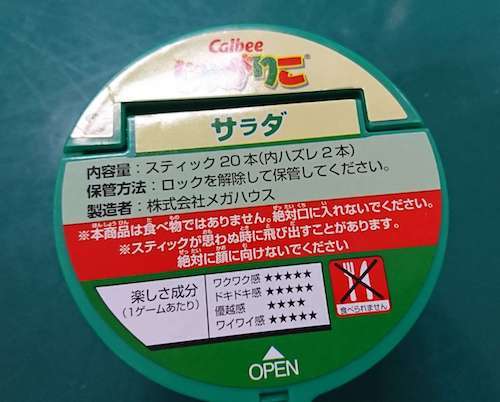 Calbee
じゃがりこ
サラダ
内容量：スティック20本(内ハズレ2本)
保管方法：ロックを解除して保管してください。
製造者：株式会社メガハウス
※本商品は食べ物ではありません。絶対口に入れないでください。
※スティックが思わぬ時に飛び出すことがあります。
絶対に顔に向けないでください
楽しさ成分
(1ゲームあたり)
ワクワク感 ★★★★★
ドキドキ感 ★★★★★
優越感 ★★★★
ワイワイ感 ★★★★★
食べられません
OPEN